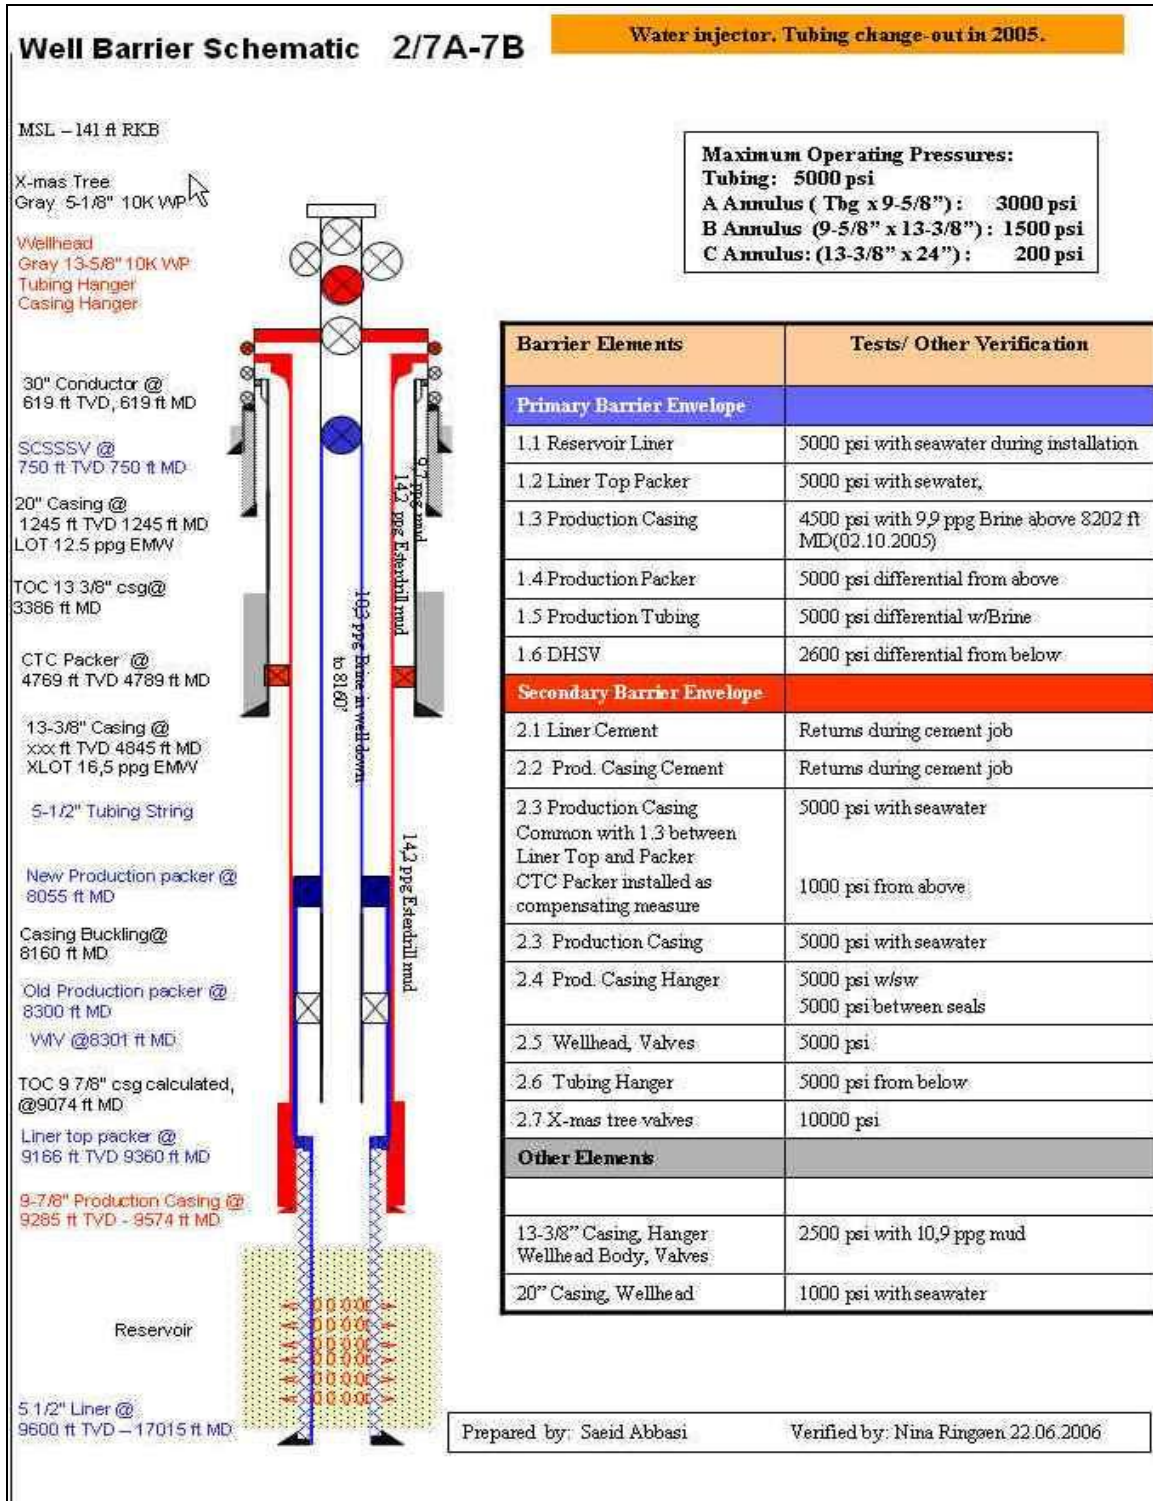 Well Barrier Schematic 2/7A-7B
Water injector. Tubing change-out in 2005.
MSL – 141 ft RKB
X-mas Tree
Gray 5-1/8" 10K WP
Wellhead
Gray 13-5/8" 10K WP
Tubing Hanger
Casing Hanger
30" Conductor @
619 ft TVD, 619 ft MD
SCSSSV @
750 ft TVD 750 ft MD
20" Casing @
1245 ft TVD 1245 ft MD
LOT 12.5 ppg EMW
TOC 13 3/8" csg@
3386 ft MD
CTC Packer @
4769 ft TVD 4789 ft MD
13-3/8" Casing @
xxx ft TVD 4845 ft MD
XLOT 16,5 ppg EMW
5-1/2" Tubing String
New Production packer @
8055 ft MD
Casing Buckling@
8160 ft MD
Old Production packer @
8300 ft MD
WIV @8301 ft MD
TOC 9 7/8" csg calculated,
@9074 ft MD
Liner top packer @
9166 ft TVD 9360 ft MD
9-7/8" Production Casing @
9285 ft TVD - 9574 ft MD
Reservoir
5 1/2" Liner @
9600 ft TVD – 17015 ft MD
9,7 ppg mud
14,2 ppg Esterdrill mud
10,3 ppg Brine in well down
to 8160'
14,2 ppg Esterdrill mud
Maximum Operating Pressures:
Tubing: 5000 psi
A Annulus ( Tbg x 9-5/8") : 3000 psi
B Annulus (9-5/8" x 13-3/8") : 1500 psi
C Annulus: (13-3/8" x 24") : 200 psi
Barrier Elements Tests/ Other Verification
Primary Barrier Envelope
1.1 Reservoir Liner 5000 psi with seawater during installation
1.2 Liner Top Packer 5000 psi with sewater,
1.3 Production Casing 4500 psi with 9,9 ppg Brine above 8202 ft
MD(02.10.2005)
1.4 Production Packer 5000 psi differential from above
1.5 Production Tubing 5000 psi differential w/Brine
1.6 DHSV 2600 psi differential from below
Secondary Barrier Envelope
2.1 Liner Cement Returns during cement job
2.2 Prod. Casing Cement Returns during cement job
2.3 Production Casing 5000 psi with seawater
Common with 1.3 between
Liner Top and Packer
CTC Packer installed as 1000 psi from above
compensating measure
2.3 Production Casing 5000 psi with seawater
2.4 Prod. Casing Hanger 5000 psi w/sw
5000 psi between seals
2.5 Wellhead, Valves 5000 psi
2.6 Tubing Hanger 5000 psi from below
2.7 X-mas tree valves 10000 psi
Other Elements
13-3/8" Casing, Hanger 2500 psi with 10,9 ppg mud
Wellhead Body, Valves
20" Casing, Wellhead 1000 psi with seawater
Prepared by: Saeid Abbasi Verified by: Nina Ringøen 22.06.2006